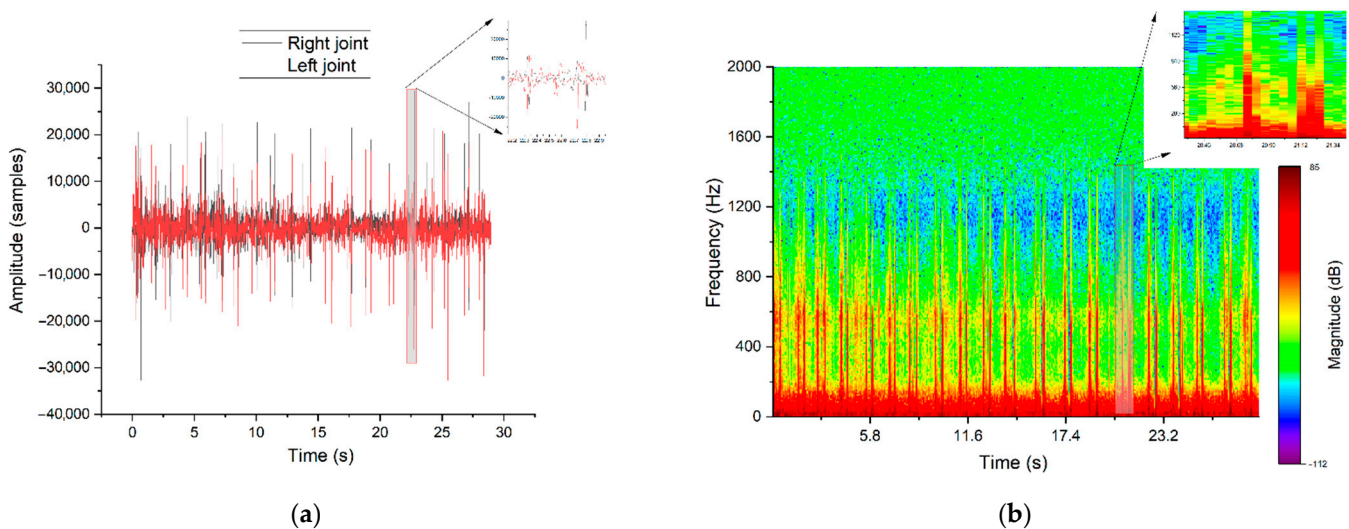 Right joint
Left joint
30,000
20,000
10,000
0
−10,000
−20,000
−30,000
−40,000
Amplitude (samples)
0 5 10 15 20 25 30
Time (s)
(a)
2000
1600
1200
800
400
0
Frequency (Hz)
5.8 11.6 17.4 23.2
Time (s)
85
-112
Magnitude (dB)
(b)